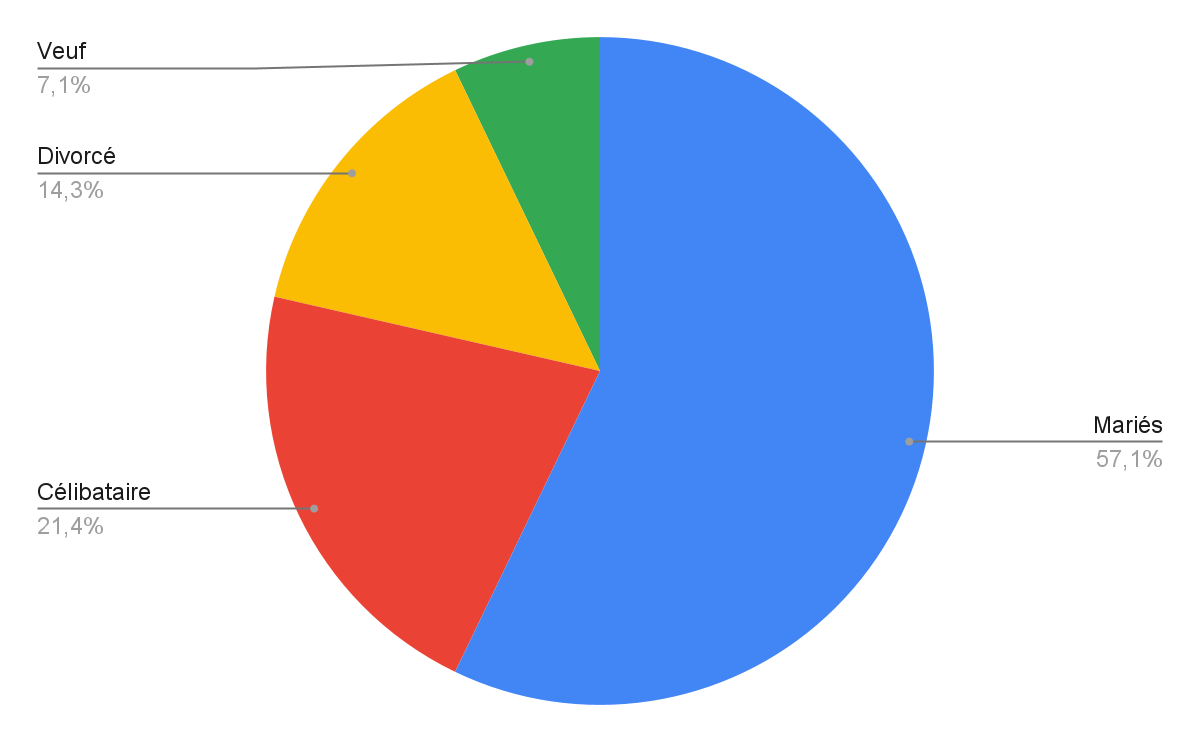 Veuf
7,1%
Divorcé
14,3%
Mariés
57,1%
Célibataire
21,4%